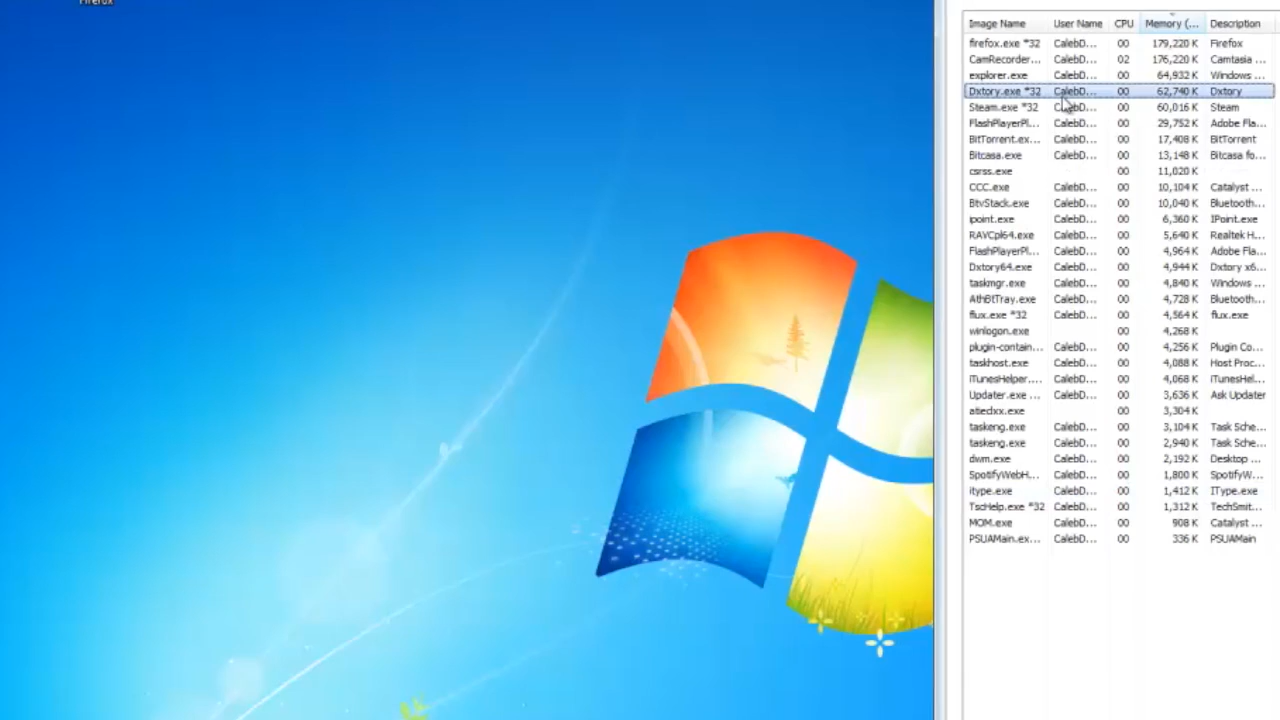 Firefox
Image Name User Name CPU Memory (... Description
firefox.exe *32 CalebD... 00 179,220 K Firefox
CamRecorder... CalebD... 02 176,220 K Camtasia ...
explorer.exe CalebD... 00 64,932 K Windows ...
Dxtory.exe *32 CalebD... 00 62,740 K Dxtory
Steam.exe *32 CalebD... 00 60,016 K Steam
FlashPlayerPl... CalebD... 00 29,752 K Adobe Fla...
BitTorrent.ex... CalebD... 00 17,408 K BitTorrent
Bitcasa.exe CalebD... 00 13,148 K Bitcasa fo...
csrss.exe 00 11,020 K
CCC.exe CalebD... 00 10,104 K Catalyst ...
BtvStack.exe CalebD... 00 10,040 K Bluetooth...
ipoint.exe CalebD... 00 6,360 K IPoint.exe
RAVCpl64.exe CalebD... 00 5,640 K Realtek H...
FlashPlayerPl... CalebD... 00 4,964 K Adobe Fla...
Dxtory64.exe CalebD... 00 4,944 K Dxtory x6...
taskmgr.exe CalebD... 00 4,840 K Windows ...
AthBtTray.exe CalebD... 00 4,728 K Bluetooth...
flux.exe *32 CalebD... 00 4,564 K flux.exe
winlogon.exe 00 4,268 K
plugin-contain... CalebD... 00 4,256 K Plugin Co...
taskhost.exe CalebD... 00 4,088 K Host Proc...
iTunesHelper.... CalebD... 00 4,068 K iTunesHel...
Updater.exe ... CalebD... 00 3,636 K Ask Updater
atieclxx.exe 00 3,304 K
taskeng.exe CalebD... 00 3,104 K Task Sche...
taskeng.exe CalebD... 00 2,940 K Task Sche...
dwm.exe CalebD... 00 2,192 K Desktop ...
SpotifyWebH... CalebD... 00 1,800 K SpotifyW...
itype.exe CalebD... 00 1,412 K IType.exe
TscHelp.exe *32 CalebD... 00 1,312 K TechSmit...
MOM.exe CalebD... 00 908 K Catalyst ...
PSUAMain.ex... CalebD... 00 336 K PSUAMain